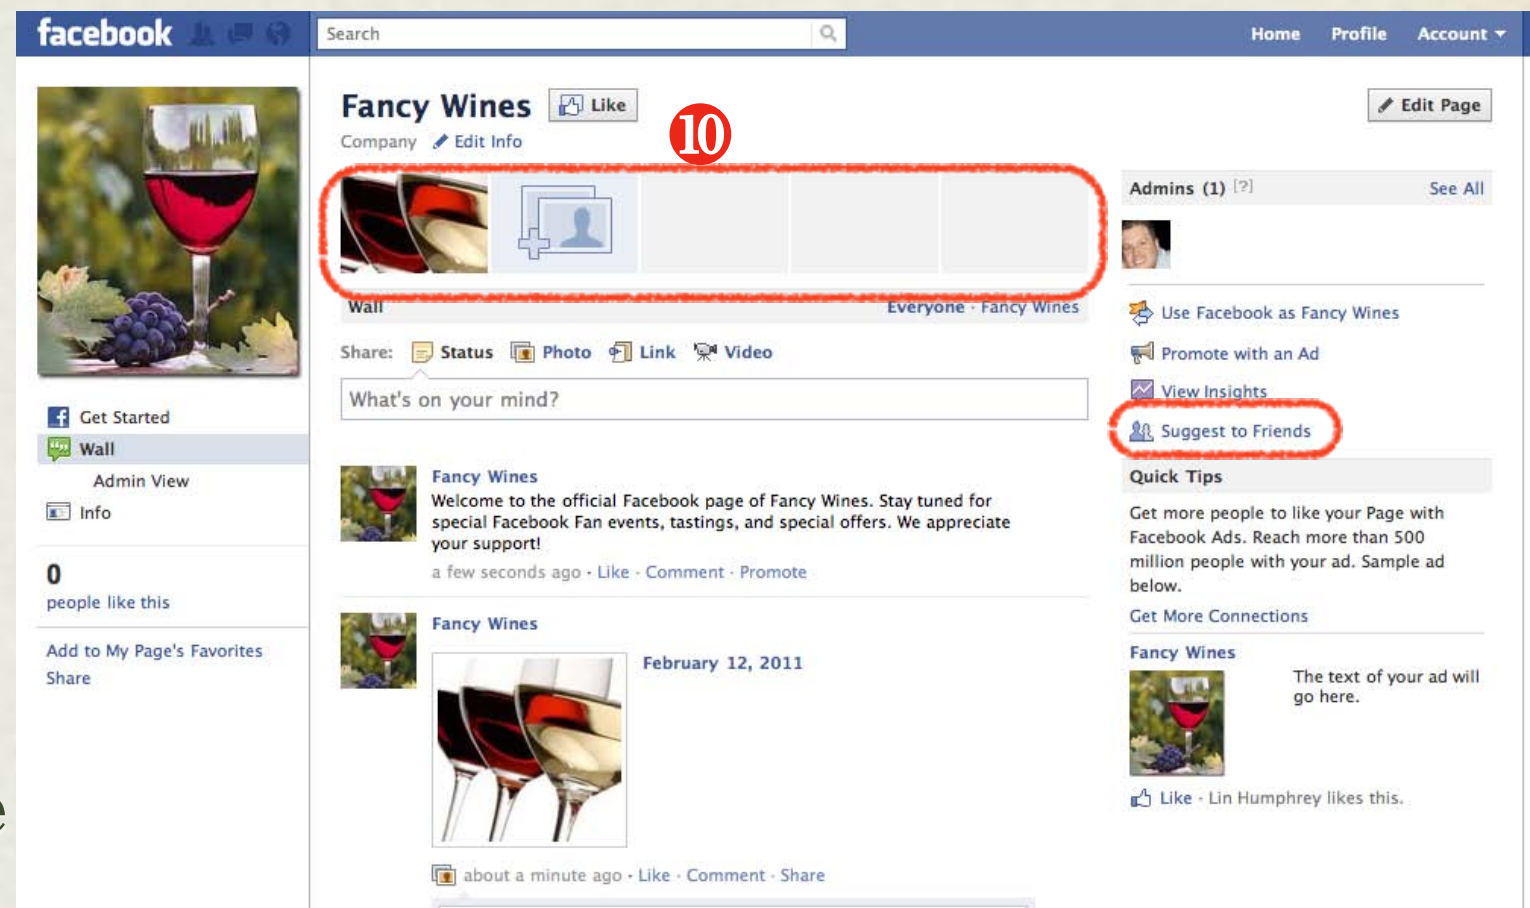 facebook
Search
Home Profile Account
Fancy Wines Like
10
Edit Page
Company Edit Info
Admins (1) [?] See All
Wall Everyone · Fancy Wines
Share: Status Photo Link Video
What's on your mind?
Use Facebook as Fancy Wines
Promote with an Ad
View Insights
Suggest to Friends
Get Started
Wall
Admin View
Info
0
people like this
Add to My Page's Favorites
Share
Fancy Wines
Welcome to the official Facebook page of Fancy Wines. Stay tuned for
special Facebook Fan events, tastings, and special offers. We appreciate
your support!
a few seconds ago · Like · Comment · Promote
Fancy Wines
February 12, 2011
about a minute ago · Like · Comment · Share
Quick Tips
Get more people to like your Page with
Facebook Ads. Reach more than 500
million people with your ad. Sample ad
below.
Get More Connections
Fancy Wines
The text of your ad will
go here.
Like · Lin Humphrey likes this.
e